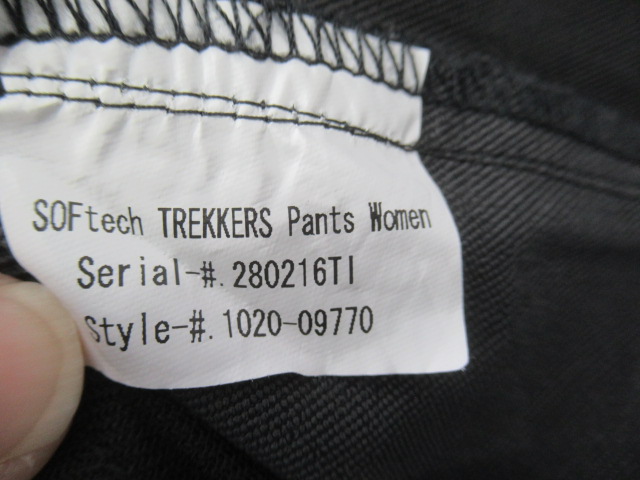 SOFtech TREKKERS Pants Women
Serial-#.280216TI
Style-#.1020-09770